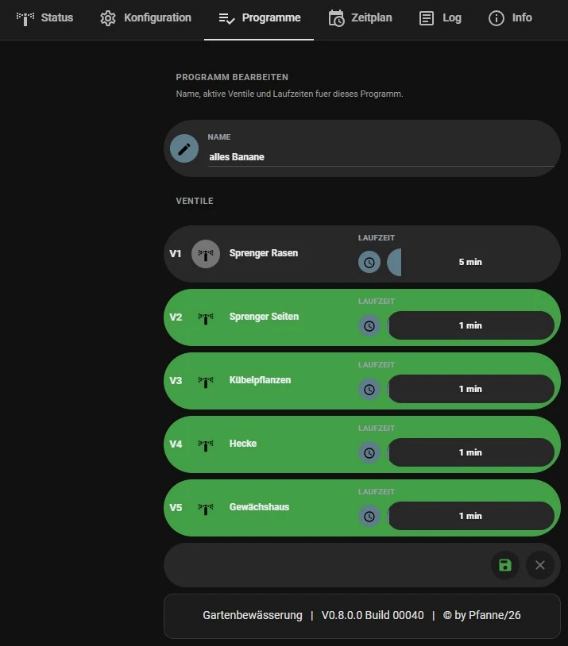 Status Konfiguration Programme Zeitplan Log Info
PROGRAMM BEARBEITEN
Name, aktive Ventile und Laufzeiten fuer dieses Programm.
NAME
alles Banane
VENTILE
LAUFZEIT
V1 Sprenger Rasen 5 min
LAUFZEIT
V2 Sprenger Seiten 1 min
LAUFZEIT
V3 Kübelpflanzen 1 min
LAUFZEIT
V4 Hecke 1 min
LAUFZEIT
V5 Gewächshaus 1 min
Gartenbewässerung | V0.8.0.0 Build 00040 | © by Pfanne/26